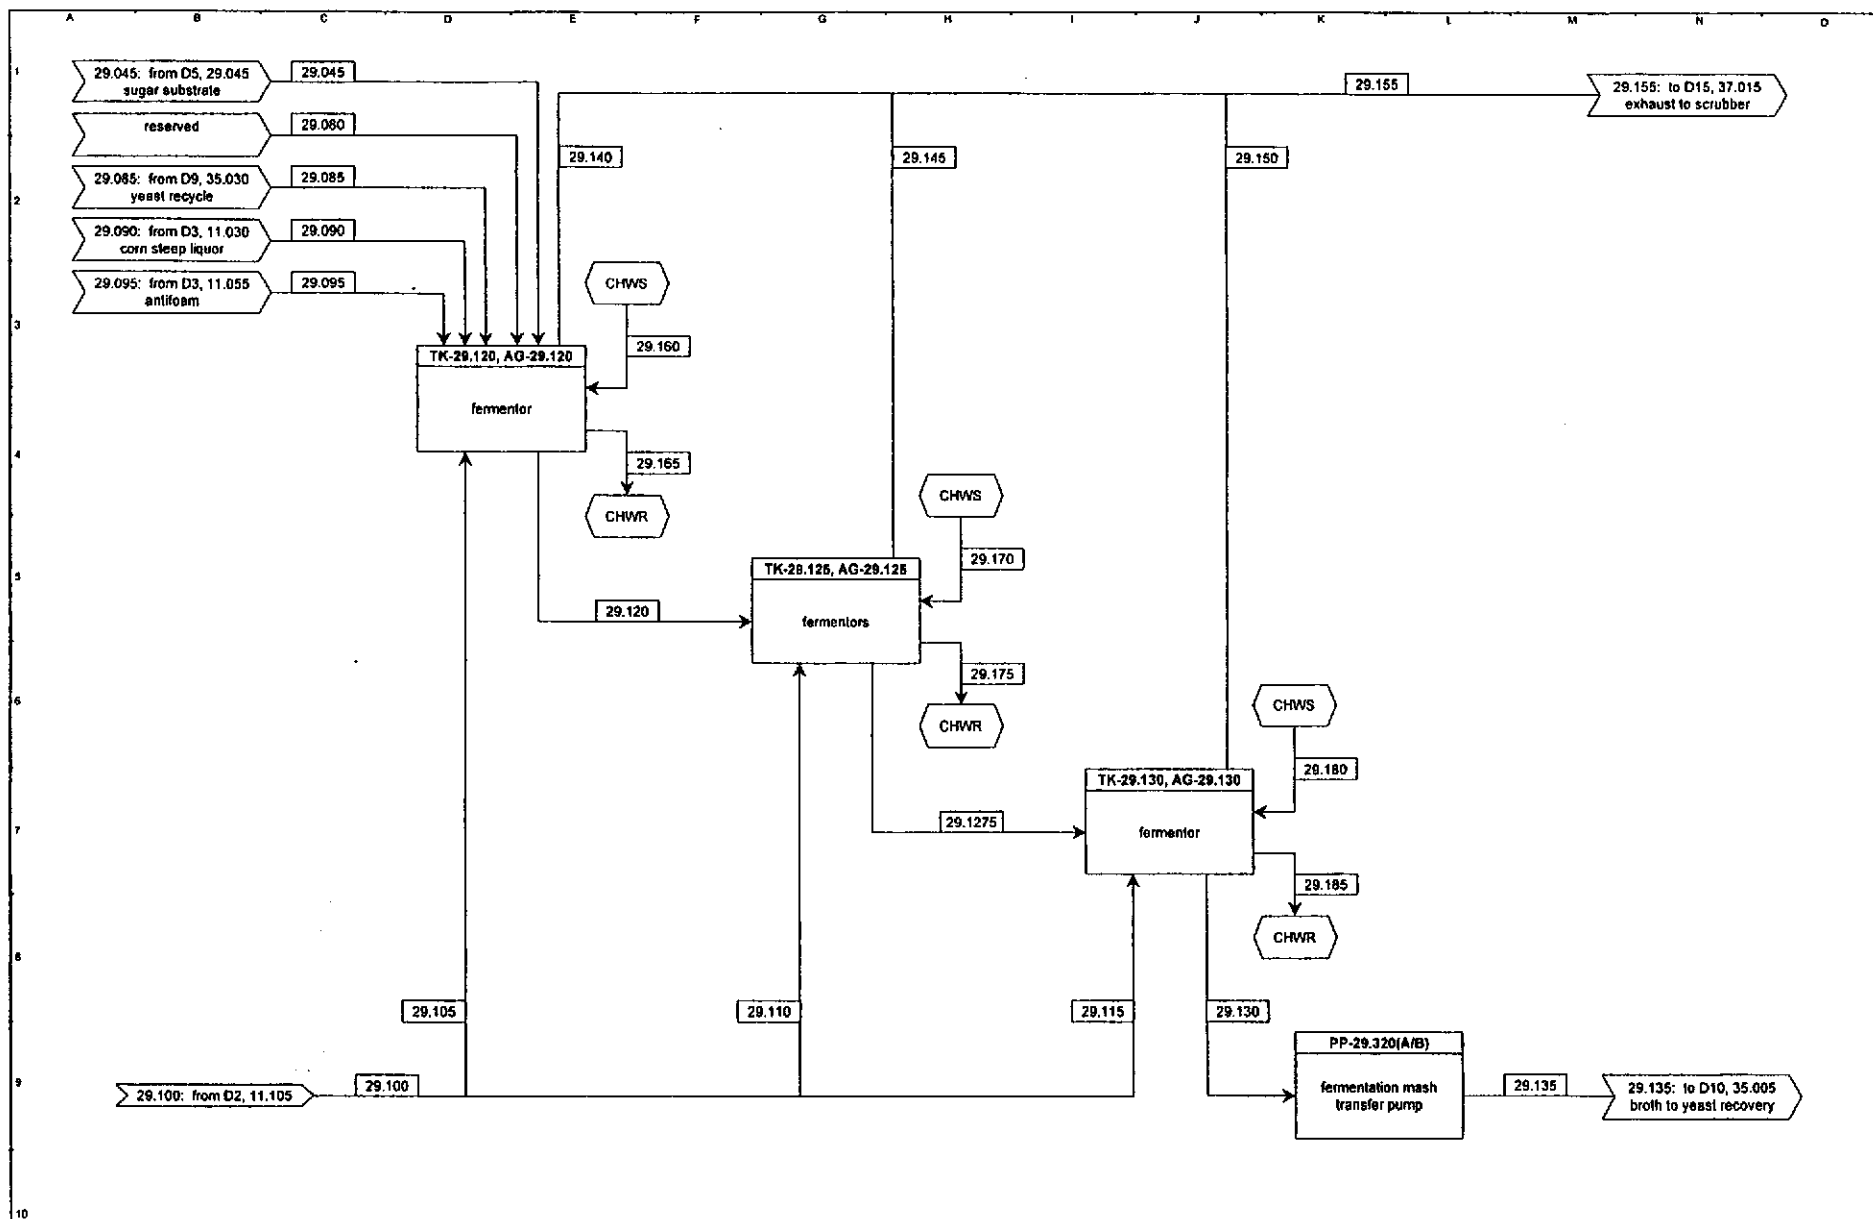 A B C D E F G H I J K L M N O
1
29.045: from D5, 29.045
sugar substrate
29.045
29.155
29.155: to D15, 37.015
exhaust to scrubber
reserved
29.080
29.140
29.145
29.150
29.085: from D9, 35.030
yeast recycle
29.085
2
29.090: from D3, 11.030
corn steep liquor
29.090
29.095: from D3, 11.055
antifoam
29.095
CHWS
3
29.160
TK-29.120, AG-29.120
fermentor
4
29.165
CHWR
CHWS
29.170
5
TK-29.125, AG-29.125
29.120
fermentors
29.175
6
CHWR
CHWS
29.180
TK-29.130, AG-29.130
7
29.1275
fermentor
29.185
CHWR
8
29.105
29.110
29.115
29.130
PP-29.320(A/B)
9
29.100: from D2, 11.105
29.100
fermentation mash
transfer pump
29.135
29.135: to D10, 35.005
broth to yeast recovery
10